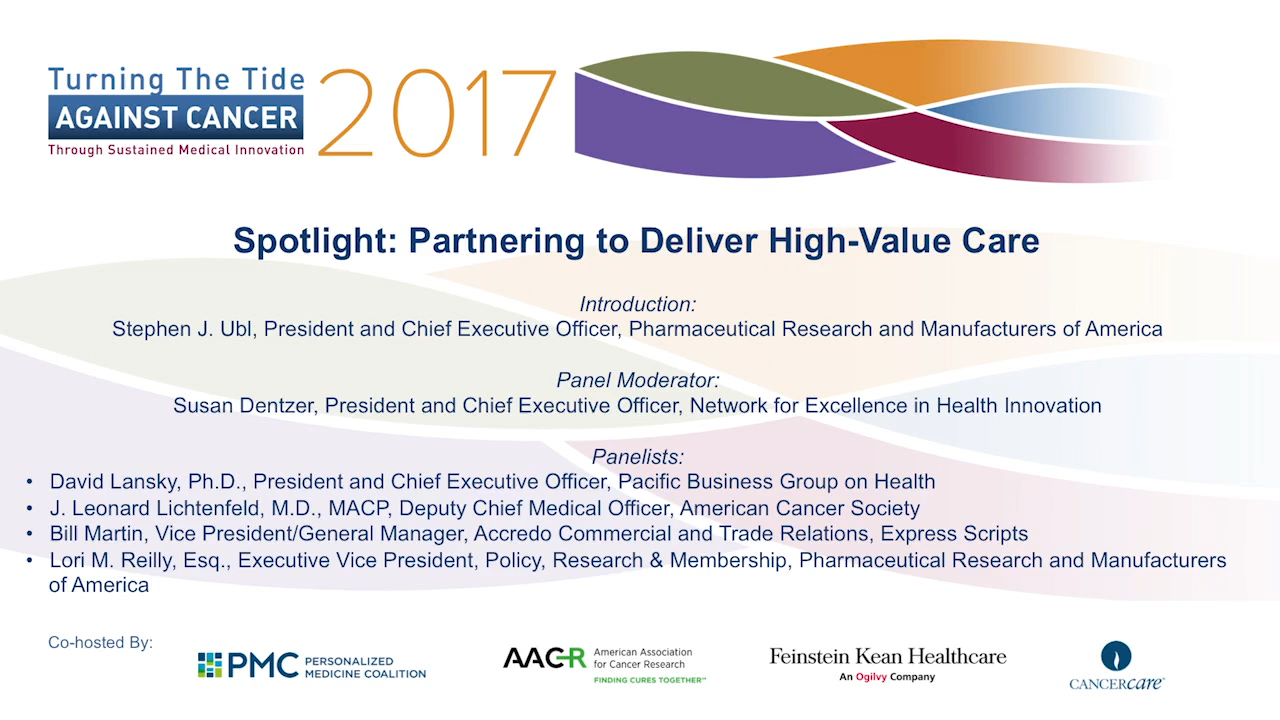 Turning The Tide
AGAINST CANCER
Through Sustained Medical Innovation
2017
Spotlight: Partnering to Deliver High-Value Care
Introduction:
Stephen J. Ubl, President and Chief Executive Officer, Pharmaceutical Research and Manufacturers of America
Panel Moderator:
Susan Dentzer, President and Chief Executive Officer, Network for Excellence in Health Innovation
Panelists:
• David Lansky, Ph.D., President and Chief Executive Officer, Pacific Business Group on Health
• J. Leonard Lichtenfeld, M.D., MACP, Deputy Chief Medical Officer, American Cancer Society
• Bill Martin, Vice President/General Manager, Accredo Commercial and Trade Relations, Express Scripts
• Lori M. Reilly, Esq., Executive Vice President, Policy, Research & Membership, Pharmaceutical Research and Manufacturers
of America
Co-hosted By:
PMC
PERSONALIZED
MEDICINE COALITION
AACR
American Association
for Cancer Research
FINDING CURES TOGETHER℠
Feinstein Kean Healthcare
An Ogilvy Company
CANCERcare™